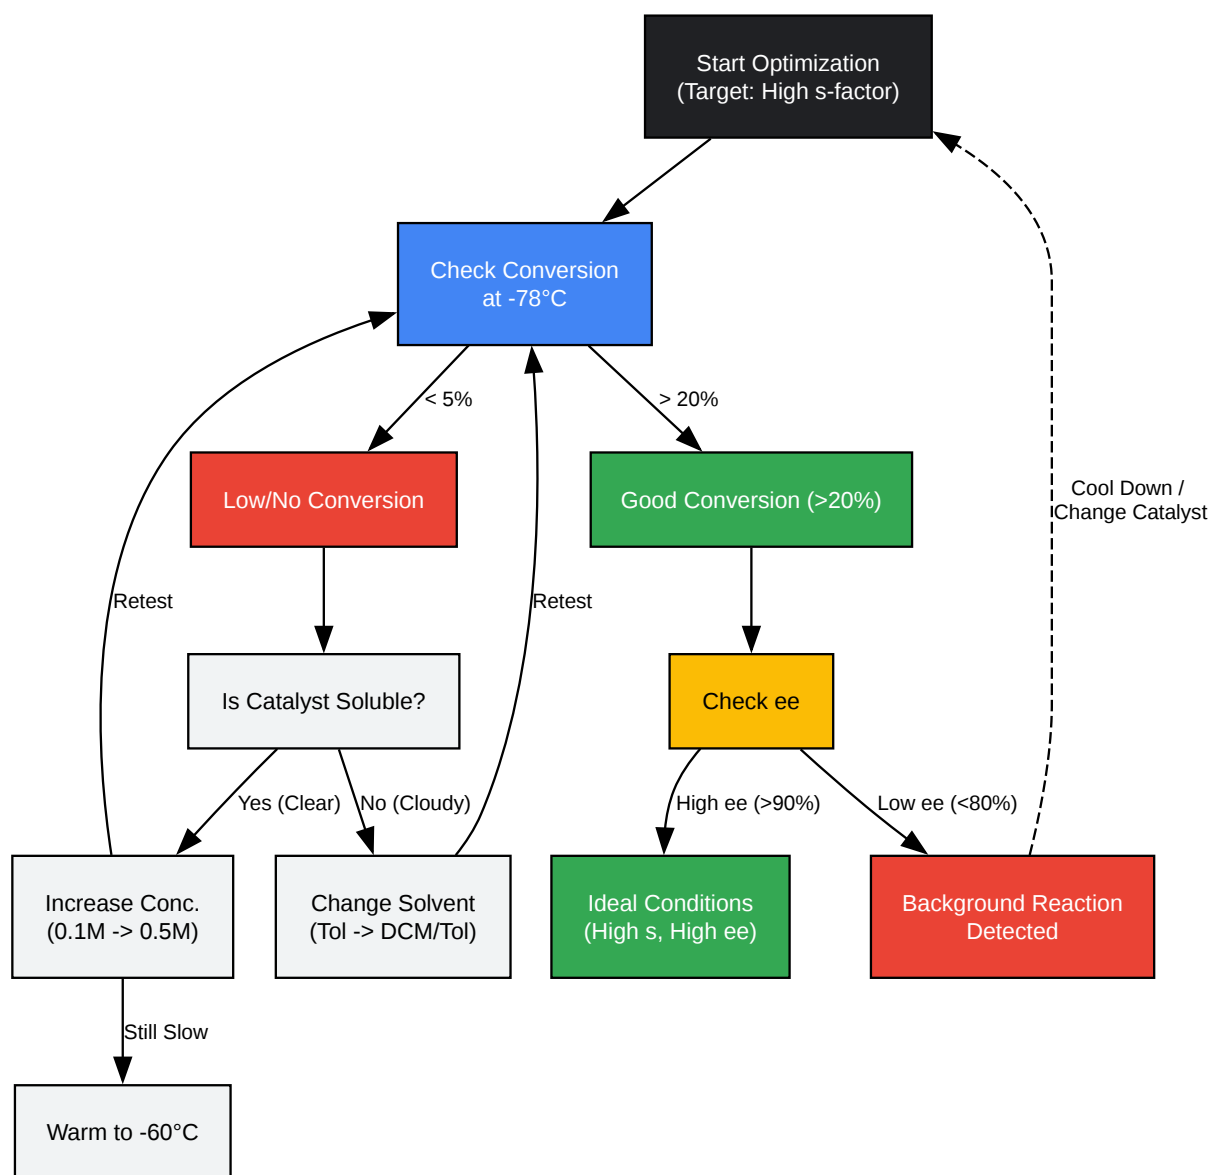 Start Optimization
(Target: High s-factor)
Check Conversion
at -78°C
< 5%
> 20%
Low/No Conversion
Good Conversion (>20%)
Cool Down /
Change Catalyst
Retest
Retest
Is Catalyst Soluble?
Check ee
Yes (Clear)
No (Cloudy)
High ee (>90%)
Low ee (<80%)
Increase Conc.
(0.1M -> 0.5M)
Change Solvent
(Tol -> DCM/Tol)
Ideal Conditions
(High s, High ee)
Background Reaction
Detected
Still Slow
Warm to -60°C